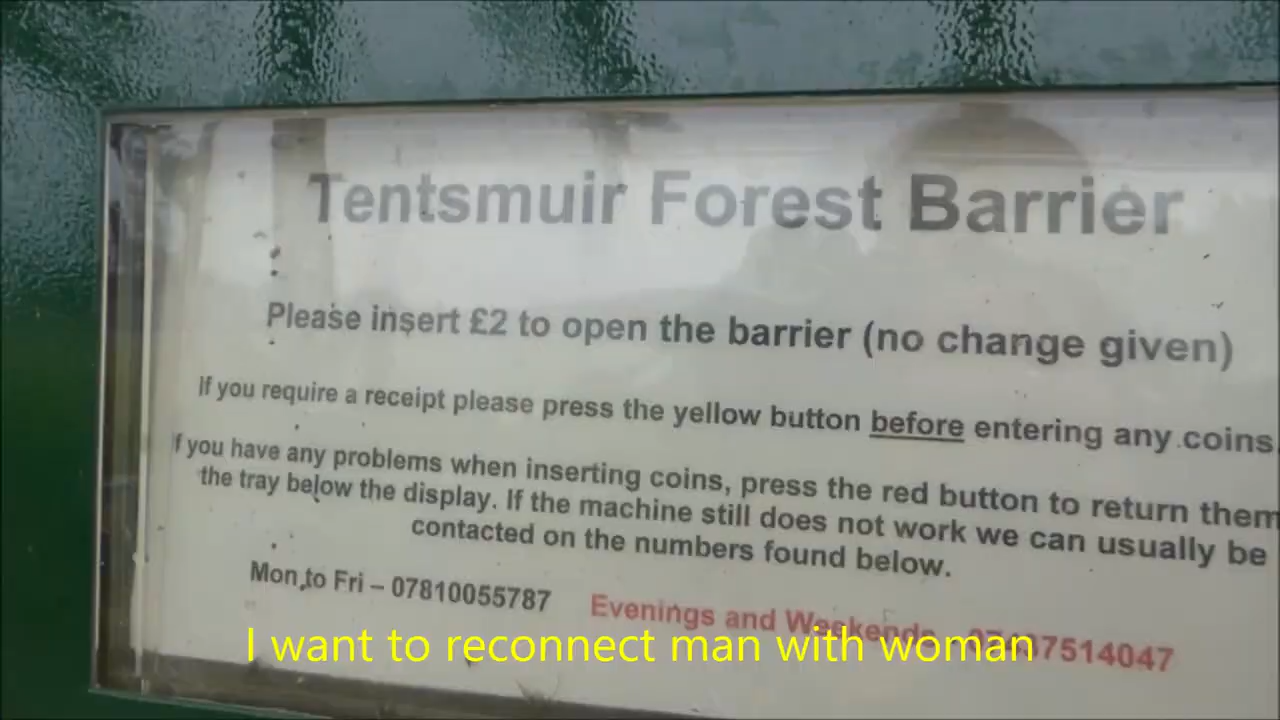 Tentsmuir Forest Barrier
Please insert £2 to open the barrier (no change given)
If you require a receipt please press the yellow button before entering any coins.
f you have any problems when inserting coins, press the red button to return them
the tray below the display. If the machine still does not work we can usually be
contacted on the numbers found below.
Mon to Fri – 07810055787
Evenings and Weekends
I want to reconnect man with woman